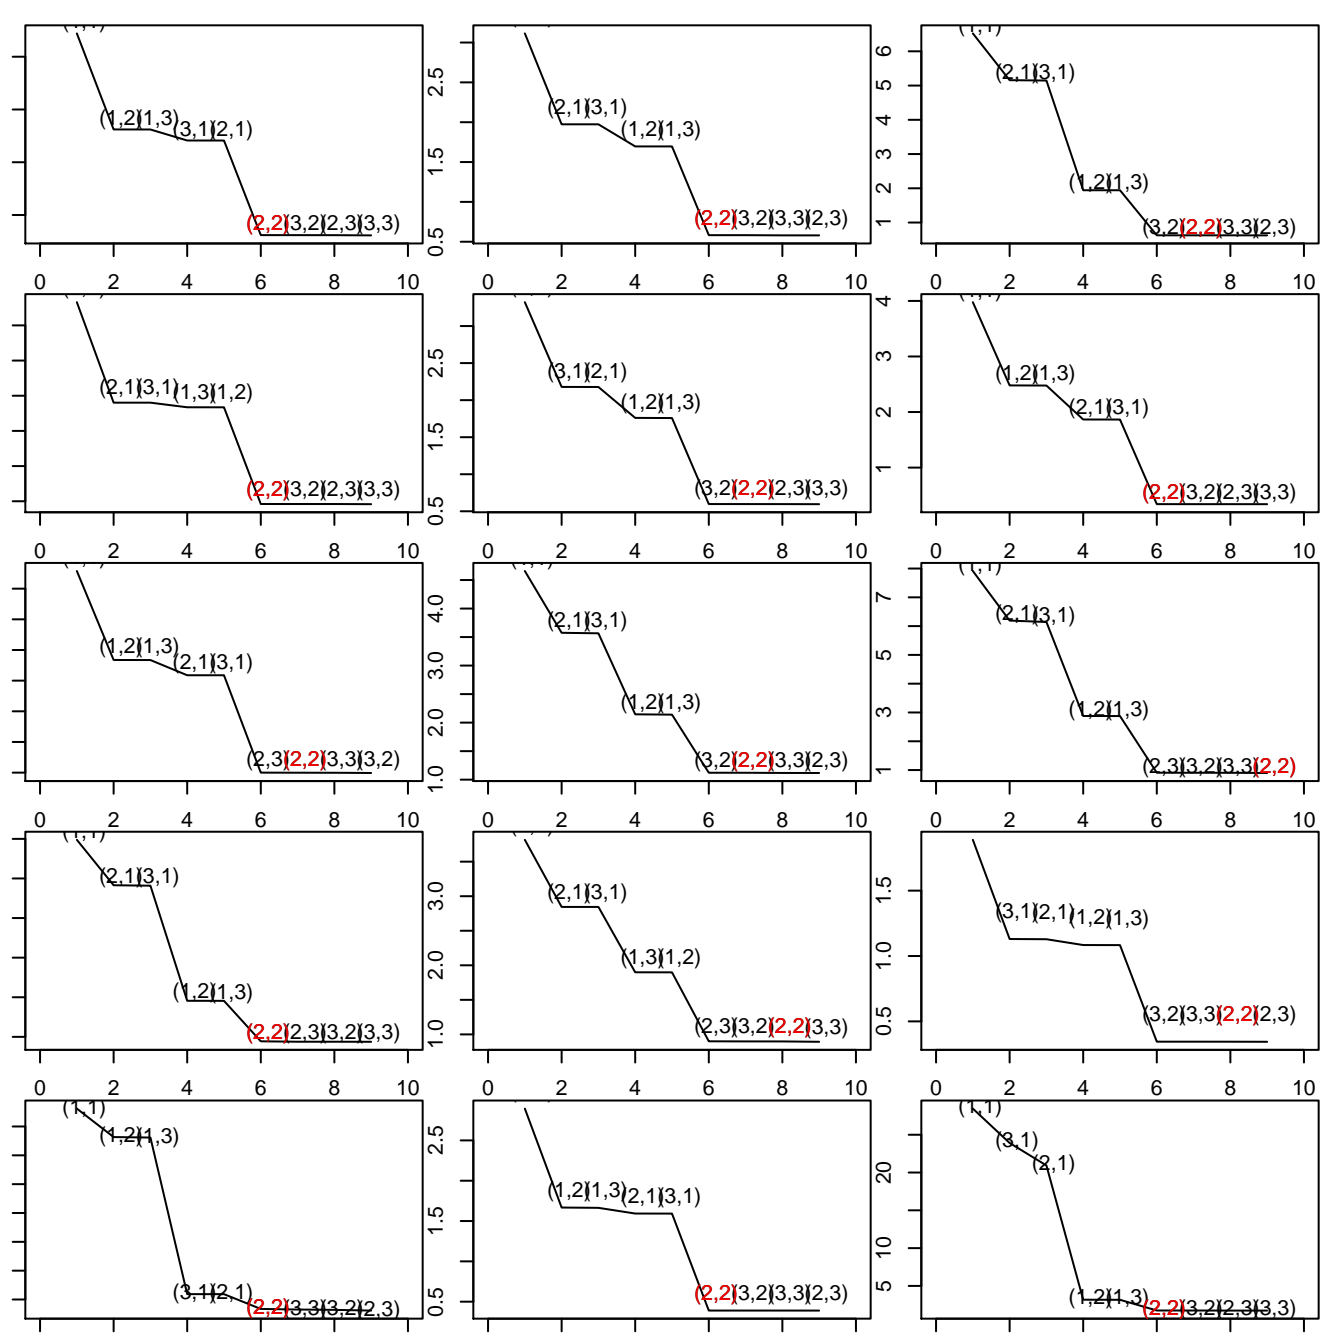 (1,1)
(1,2) (1,3) (3,1) (2,1)
(2,2) (3,2) (2,3) (3,3)
0 2 4 6 8 10
2.5
1.5
0.5
(2,1) (3,1)
(1,2) (1,3)
(2,2) (3,2) (3,3) (2,3)
0 2 4 6 8 10
6
5
4
3
2
1
(1,1)
(2,1) (3,1)
(1,2) (1,3)
(3,2) (2,2) (3,3) (2,3)
0 2 4 6 8 10
(2,1) (3,1) (1,3) (1,2)
(2,2) (3,2) (2,3) (3,3)
0 2 4 6 8 10
2.5
1.5
0.5
(3,1) (2,1)
(1,2) (1,3)
(3,2) (2,2) (2,3) (3,3)
0 2 4 6 8 10
4
3
2
1
(1,2) (1,3)
(2,1) (3,1)
(2,2) (3,2) (2,3) (3,3)
0 2 4 6 8 10
(1,2) (1,3)
(2,1) (3,1)
(2,3) (2,2) (3,3) (3,2)
0 2 4 6 8 10
4.0
3.0
2.0
1.0
(2,1) (3,1)
(1,2) (1,3)
(3,2) (2,2) (3,3) (2,3)
0 2 4 6 8 10
7
5
3
1
(1,1)
(2,1) (3,1)
(1,2) (1,3)
(2,3) (3,2) (3,3) (2,2)
0 2 4 6 8 10
(1,1)
(2,1) (3,1)
(1,2) (1,3)
(2,2) (2,3) (3,2) (3,3)
0 2 4 6 8 10
3.0
2.0
1.0
(2,1) (3,1)
(1,3) (1,2)
(2,3) (3,2) (2,2) (3,3)
0 2 4 6 8 10
1.5
1.0
0.5
(3,1) (2,1) (1,2) (1,3)
(3,2) (3,3) (2,2) (2,3)
0 2 4 6 8 10
(1,1)
(1,2) (1,3)
(3,1) (2,1)
(2,2) (3,3) (3,2) (2,3)
2.5
1.5
0.5
(1,2) (1,3) (2,1) (3,1)
(2,2) (3,2) (3,3) (2,3)
20
10
5
(1,1)
(3,1)
(2,1)
(1,2) (1,3)
(2,2) (3,2) (2,3) (3,3)